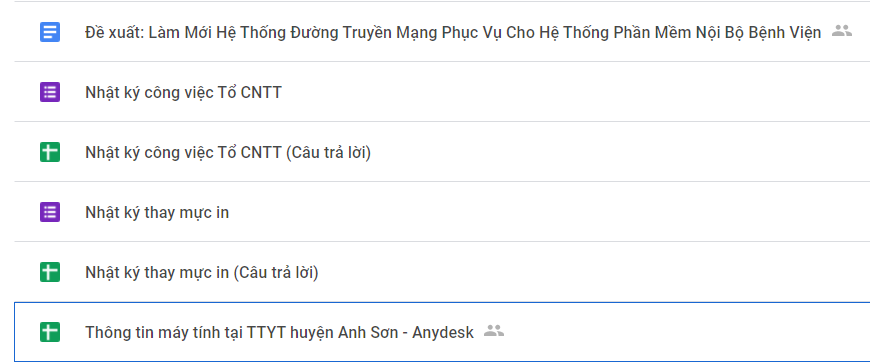 Đề xuất: Làm Mới Hệ Thống Đường Truyền Mạng Phục Vụ Cho Hệ Thống Phần Mềm Nội Bộ Bệnh Viện
Nhật ký công việc Tổ CNTT
Nhật ký công việc Tổ CNTT (Câu trả lời)
Nhật ký thay mực in
Nhật ký thay mực in (Câu trả lời)
Thông tin máy tính tại TTYT huyện Anh Sơn - Anydesk